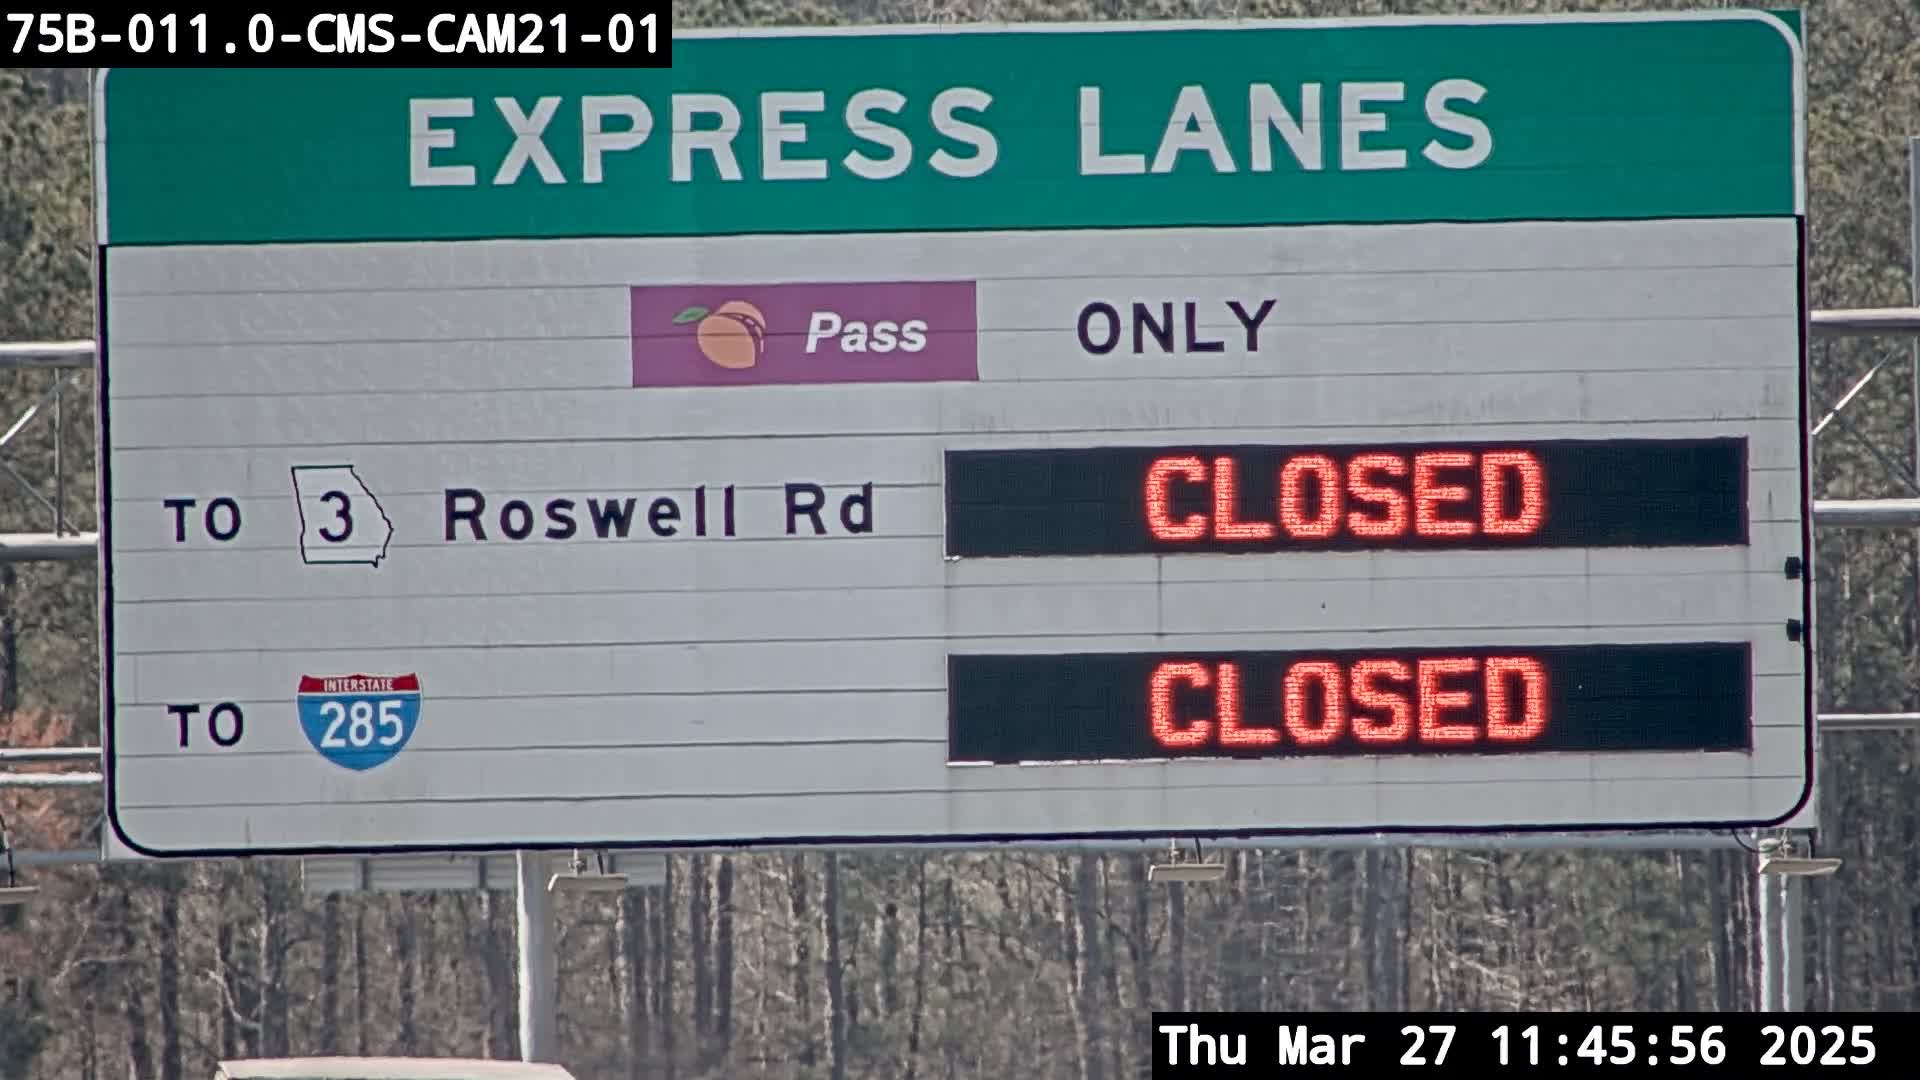 75B-011.0-CMS-CAM21-01
EXPRESS LANES
Pass ONLY
TO 3 Roswell Rd CLOSED
TO INTERSTATE 285 CLOSED
Thu Mar 27 11:45:56 2025